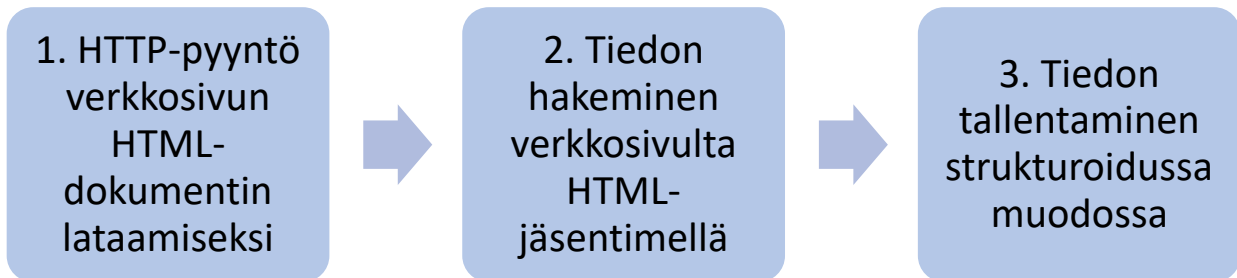 1. HTTP-pyyntö
verkkosivun
HTML-
dokumentin
lataamiseksi
2. Tiedon
hakeminen
verkkosivulta
HTML-
jäsentimellä
3. Tiedon
tallentaminen
strukturoidussa
muodossa